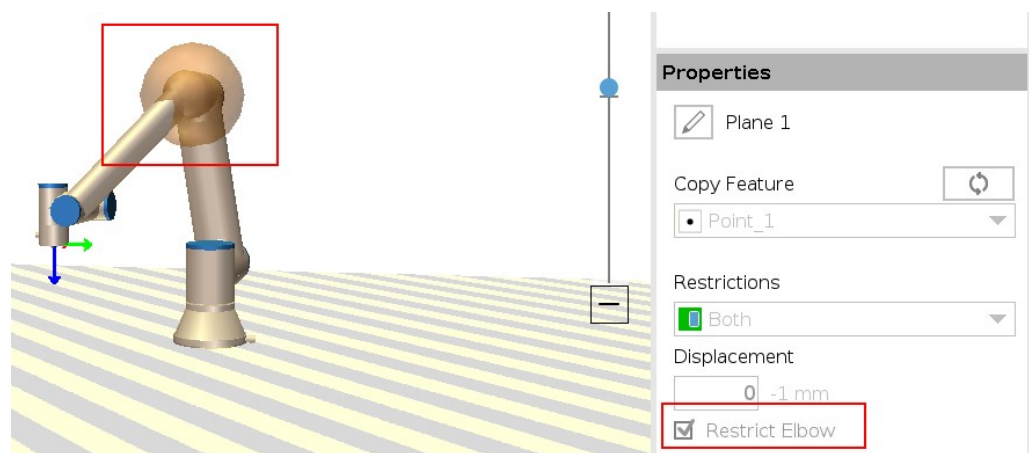 Properties
Plane 1
Copy Feature
Point_1
Restrictions
Both
Displacement
0 -1 mm
Restrict Elbow